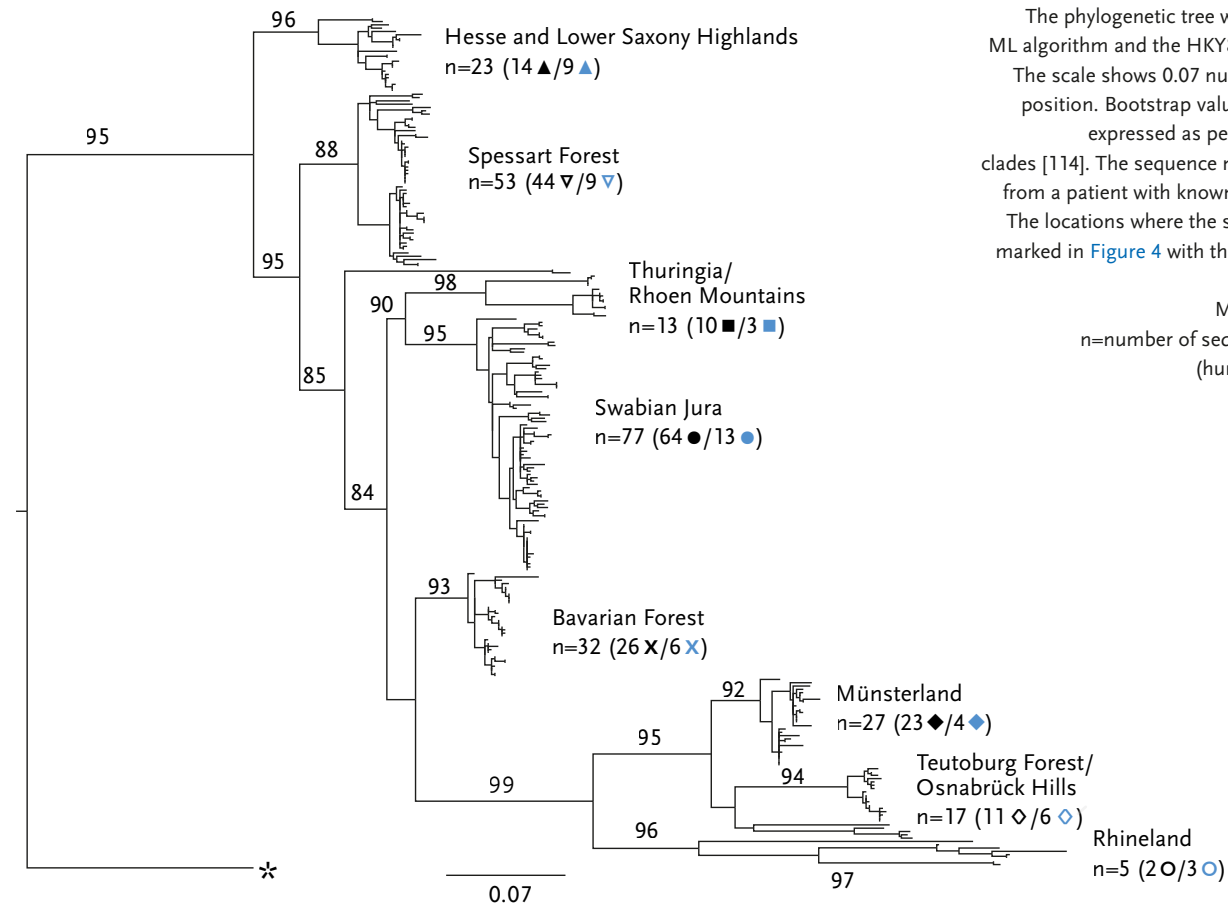 96
Hesse and Lower Saxony Highlands
n=23 (14 ▲/9 ▲)
95
88
Spessart Forest
n=53 (44 ▽/9 ▽)
95
98
Thuringia/
Rhoen Mountains
n=13 (10 ■/3 ■)
90
95
85
Swabian Jura
n=77 (64 ●/13 ●)
84
93
Bavarian Forest
n=32 (26 x/6 x)
92
Münsterland
n=27 (23 ◆/4 ◆)
95
94
Teutoburg Forest/
Osnabrück Hills
n=17 (11 ◇/6 ◇)
99
96
Rhineland
n=5 (2 O/3 O)
97
*
0.07
The phylogenetic tree w
ML algorithm and the HKY
The scale shows 0.07 nu
position. Bootstrap valu
expressed as pe
clades [114]. The sequence
from a patient with known
The locations where the s
marked in Figure 4 with th
M
n=number of sec
(hur